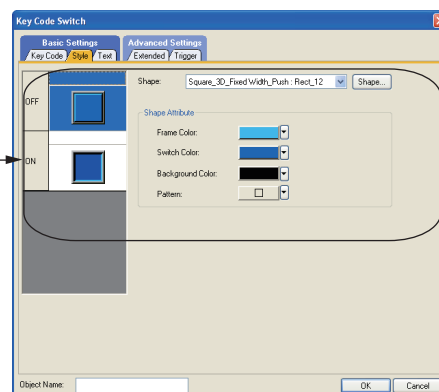 Key Code Switch
Basic Settings Advanced Settings
Key Code Style Text Extended Trigger
OFF
ON
Shape: Square_3D_Fixed Width_Push : Rect_12 Shape...
Shape Attribute
Frame Color:
Switch Color:
Background Color:
Pattern:
Object Name: OK Cancel